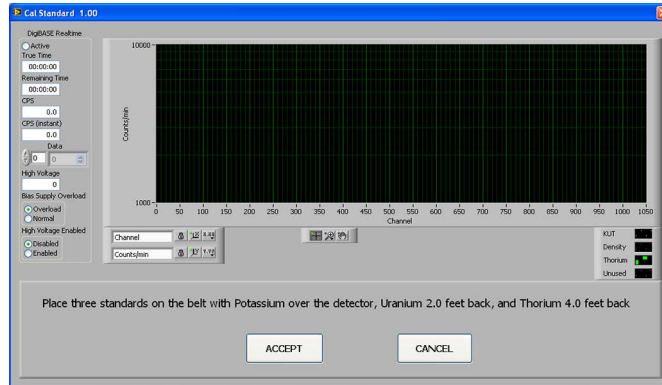 Cal Standard 1.00
DigiBASE Realtime
Active
True Time
00:00:00
Remaining Time
00:00:00
CPS
0.0
CPS (instant)
0.0
Data
0 0
High Voltage
0
Bias Supply Overload
Overload
Normal
High Voltage Enabled
Disabled
Enabled
10000
Counts/min
1000
0 50 100 150 200 250 300 350 400 450 500 550 600 650 700 750 800 850 900 950 1000 1050
Channel
Channel
Counts/min
KUT
Density
Thorium
Unused
Place three standards on the belt with Potassium over the detector, Uranium 2.0 feet back, and Thorium 4.0 feet back
ACCEPT CANCEL